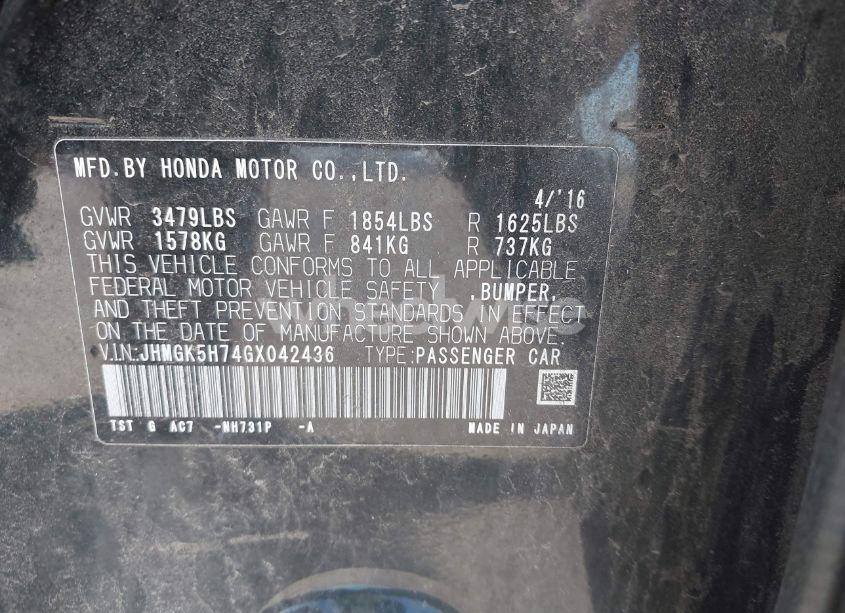 MFD.BY HONDA MOTOR CO.,LTD.
4/'16
GVWR 3479LBS GAWR F 1854LBS R 1625LBS
GVWR 1578KG GAWR F 841KG R 737KG
THIS VEHICLE CONFORMS TO ALL APPLICABLE
FEDERAL MOTOR VEHICLE SAFETY ,BUMPER,
AND THEFT PREVENTION STANDARDS IN EFFECT
ON THE DATE OF MANUFACTURE SHOWN ABOVE.
V.I.N:JHMGK5H74GX042436 TYPE:PASSENGER CAR
TST G AC7 -NH731P -A MADE IN JAPAN